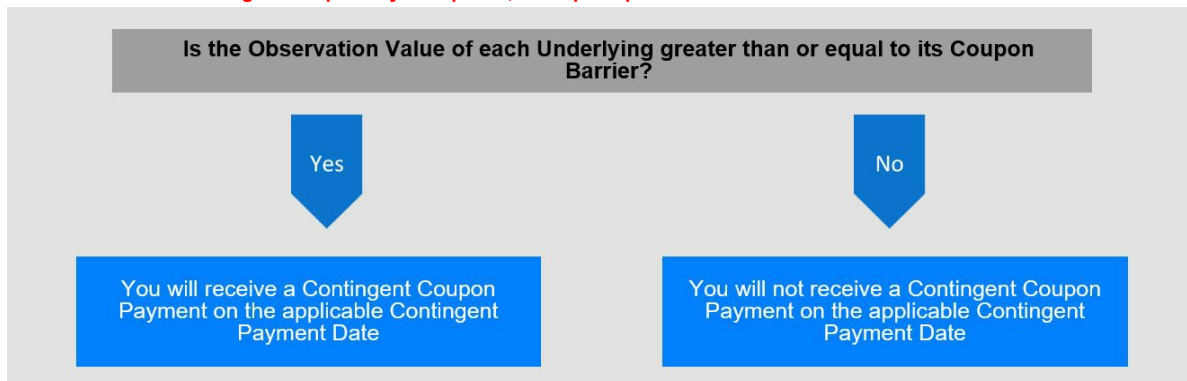 Is the Observation Value of each Underlying greater than or equal to its Coupon
Barrier?
Yes
No
You will receive a Contingent Coupon
Payment on the applicable Contingent
Payment Date
You will not receive a Contingent Coupon
Payment on the applicable Contingent
Payment Date